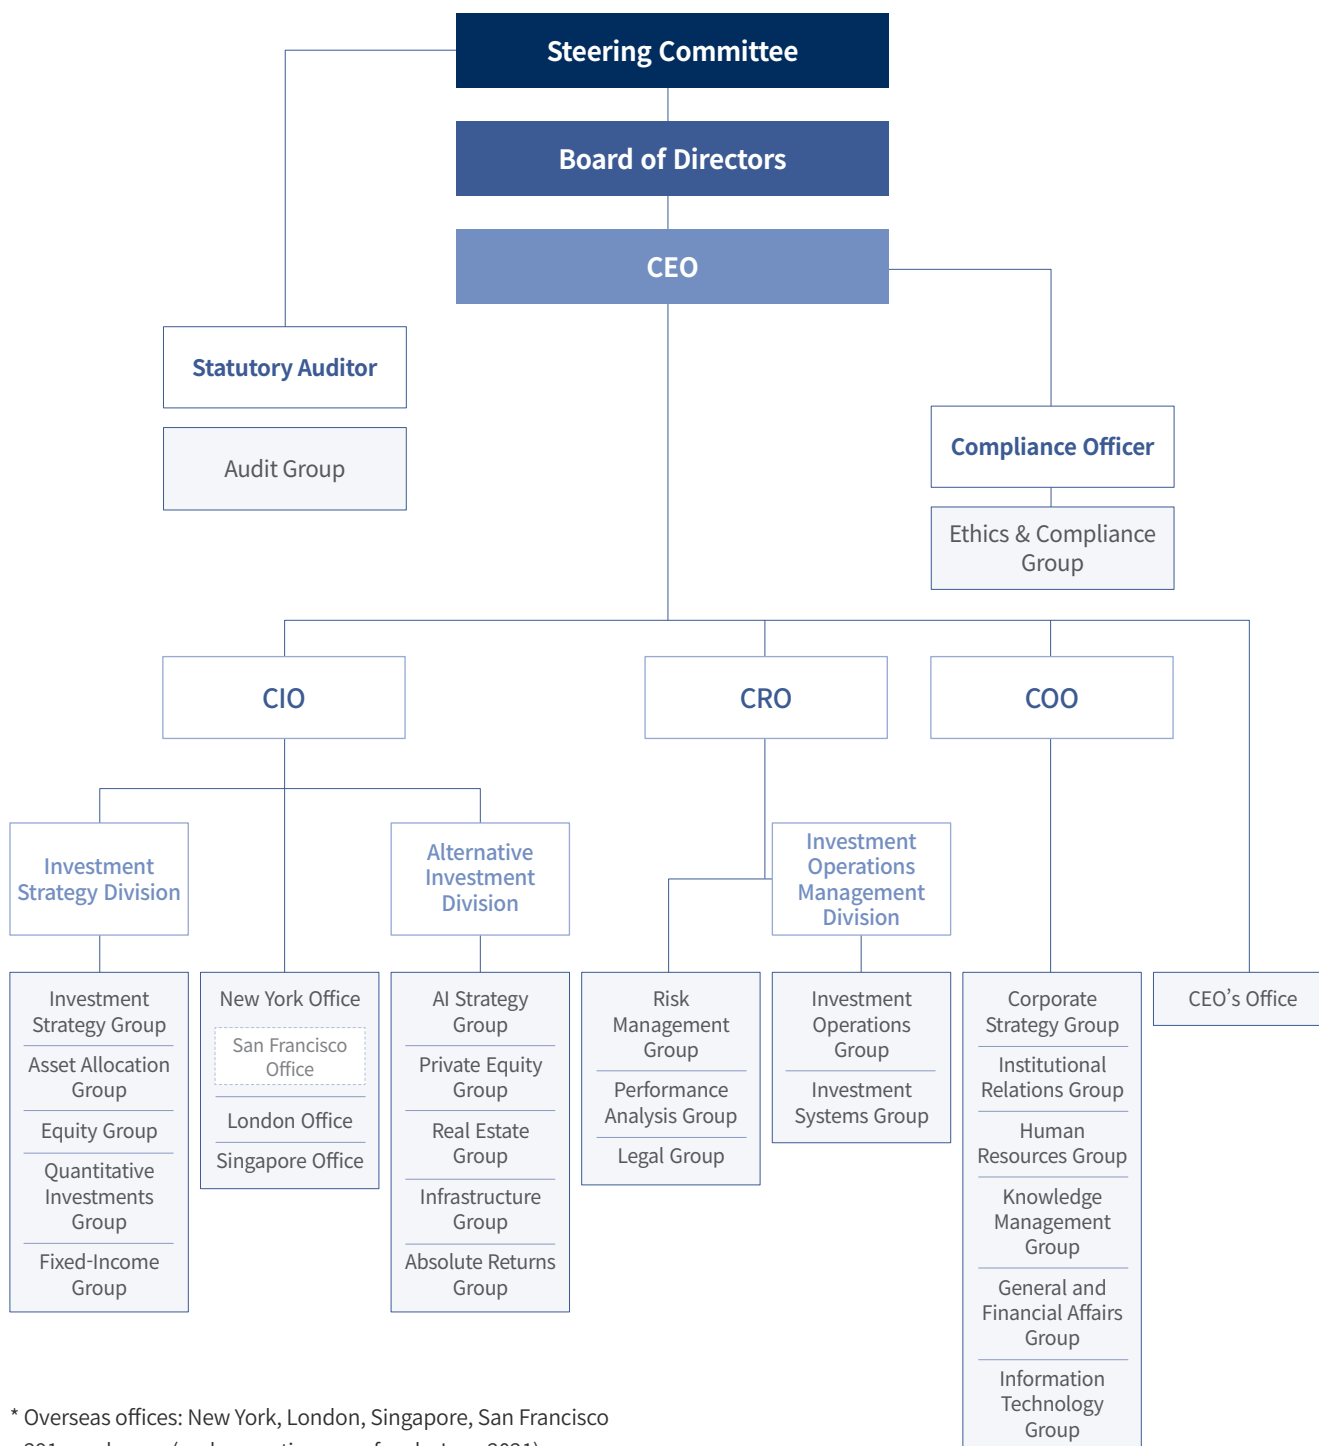 Steering Committee
Board of Directors
CEO
Statutory Auditor
Audit Group
Compliance Officer
Ethics & Compliance
Group
CIO
CRO
COO
Investment
Strategy Division
Alternative
Investment
Division
Investment
Operations
Management
Division
Investment
Strategy Group
Asset Allocation
Group
Equity Group
Quantitative
Investments
Group
Fixed-Income
Group
New York Office
San Francisco
Office
London Office
Singapore Office
AI Strategy
Group
Private Equity
Group
Real Estate
Group
Infrastructure
Group
Absolute Returns
Group
Risk
Management
Group
Performance
Analysis Group
Legal Group
Investment
Operations
Group
Investment
Systems Group
Corporate
Strategy Group
Institutional
Relations Group
Human
Resources Group
Knowledge
Management
Group
General and
Financial Affairs
Group
Information
Technology
Group
CEO’s Office
* Overseas offices: New York, London, Singapore, San Francisco